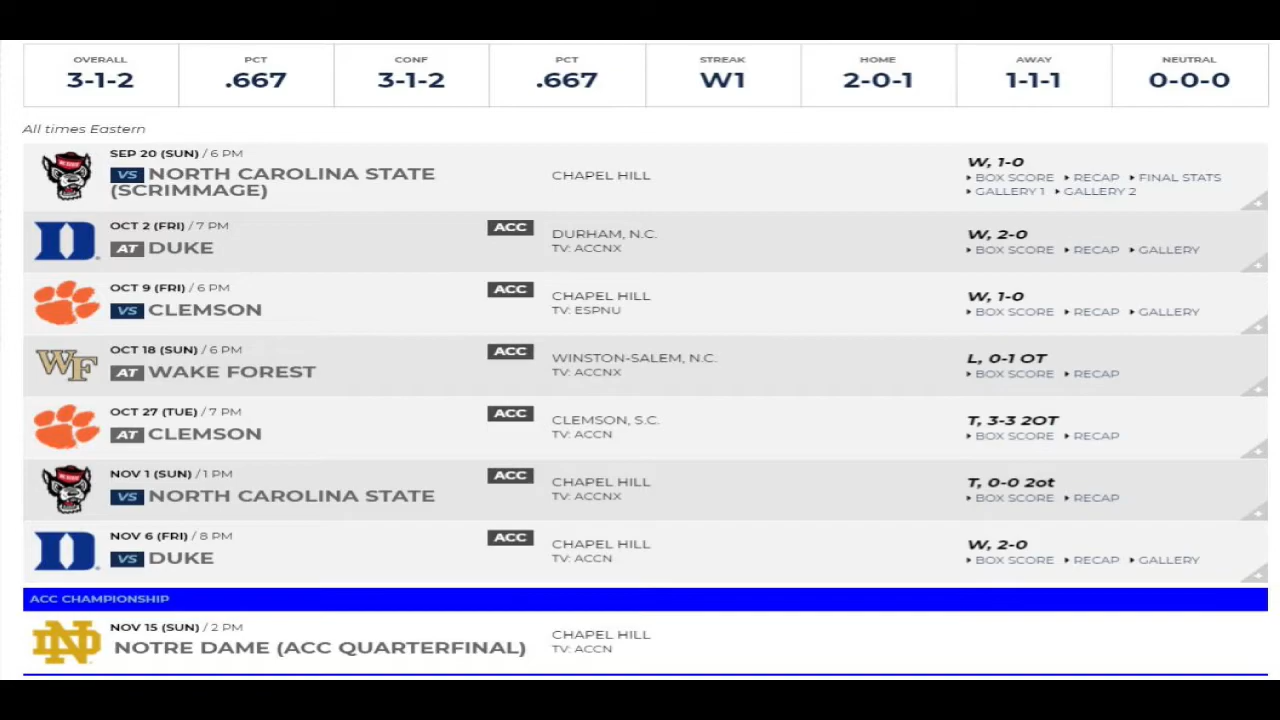 OVERALL PCT CONF PCT STREAK HOME AWAY NEUTRAL
3-1-2 .667 3-1-2 .667 W1 2-0-1 1-1-1 0-0-0
All times Eastern
SEP 20 (SUN) / 6 PM
VS NORTH CAROLINA STATE
(SCRIMMAGE)
CHAPEL HILL
W, 1-0
BOX SCORE RECAP FINAL STATS
GALLERY 1 GALLERY 2
OCT 2 (FRI) / 7 PM
AT DUKE
ACC
DURHAM, N.C.
TV: ACCNX
W, 2-0
BOX SCORE RECAP GALLERY
OCT 9 (FRI) / 6 PM
VS CLEMSON
ACC
CHAPEL HILL
TV: ESPNU
W, 1-0
BOX SCORE RECAP GALLERY
WF
OCT 18 (SUN) / 6 PM
AT WAKE FOREST
ACC
WINSTON-SALEM, N.C.
TV: ACCNX
L, 0-1 OT
BOX SCORE RECAP
OCT 27 (TUE) / 7 PM
AT CLEMSON
ACC
CLEMSON, S.C.
TV: ACCN
T, 3-3 2OT
BOX SCORE RECAP
NOV 1 (SUN) / 1 PM
VS NORTH CAROLINA STATE
ACC
CHAPEL HILL
TV: ACCNX
T, 0-0 2ot
BOX SCORE RECAP
NOV 6 (FRI) / 8 PM
VS DUKE
ACC
CHAPEL HILL
TV: ACCN
W, 2-0
BOX SCORE RECAP GALLERY
ACC CHAMPIONSHIP
NOV 15 (SUN) / 2 PM
NOTRE DAME (ACC QUARTERFINAL)
CHAPEL HILL
TV: ACCN